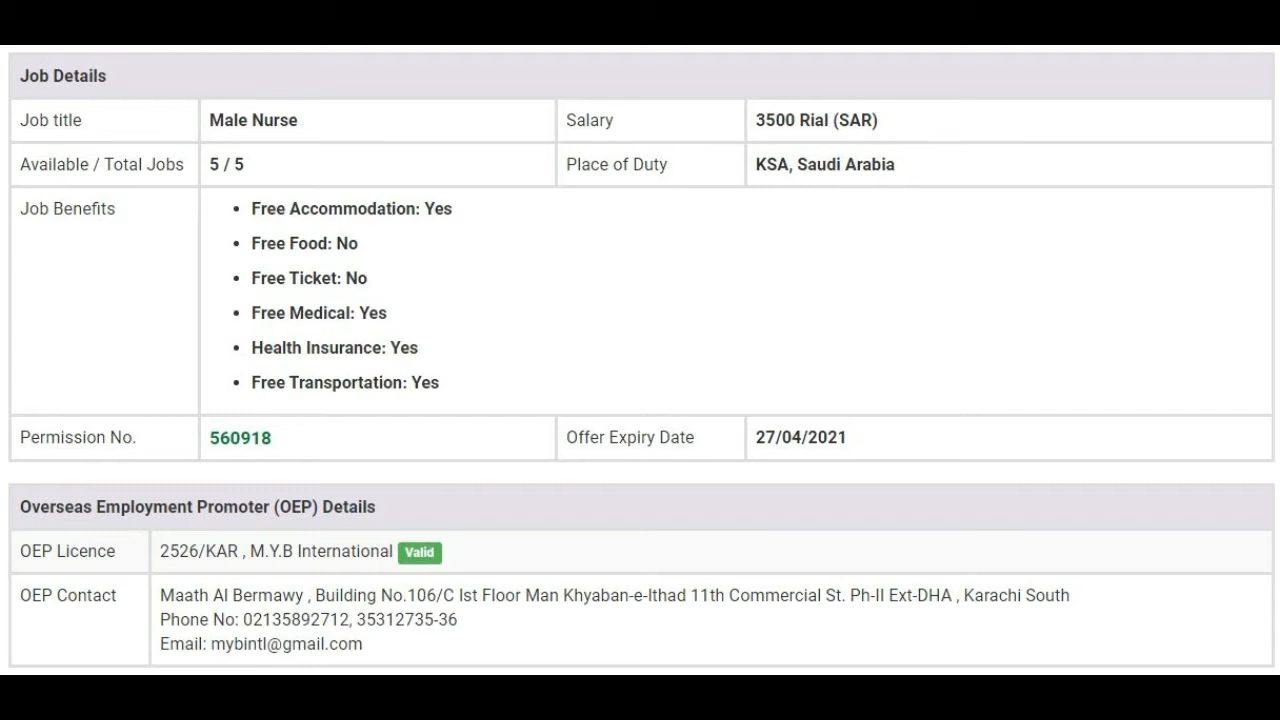 Job Details
Job title Male Nurse Salary 3500 Rial (SAR)
Available / Total Jobs 5 / 5 Place of Duty KSA, Saudi Arabia
Job Benefits
• Free Accommodation: Yes
• Free Food: No
• Free Ticket: No
• Free Medical: Yes
• Health Insurance: Yes
• Free Transportation: Yes
Permission No. 560918 Offer Expiry Date 27/04/2021
Overseas Employment Promoter (OEP) Details
OEP Licence 2526/KAR , M.Y.B International Valid
OEP Contact Maath Al Bermawy , Building No.106/C Ist Floor Man Khyaban-e-Ithad 11th Commercial St. Ph-II Ext-DHA , Karachi South
Phone No: 02135892712, 35312735-36
Email: mybintl@gmail.com